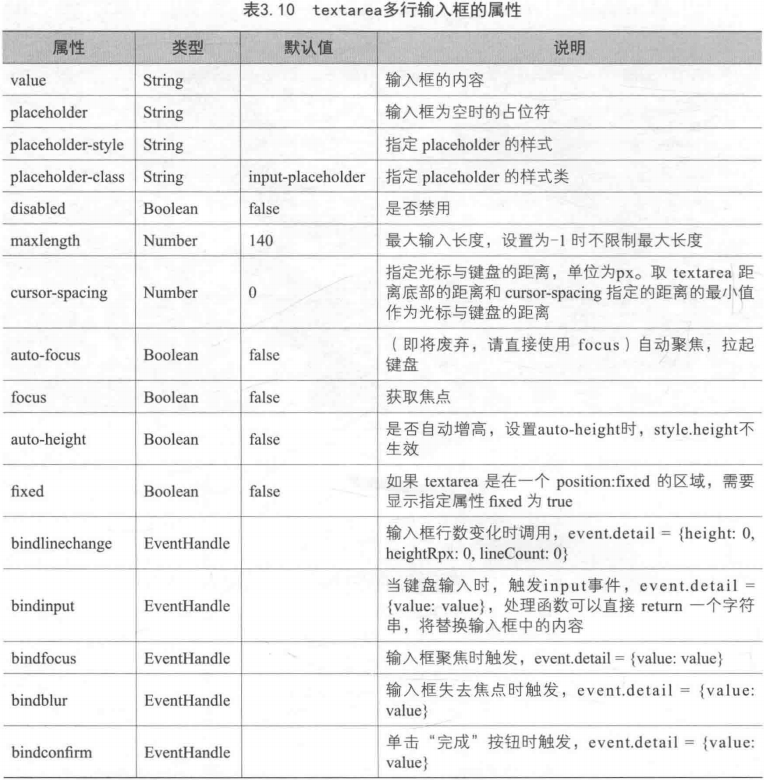 表3.10 textarea多行输入框的属性
属性 类型 默认值 说明
value String 输入框的内容
placeholder String 输入框为空时的占位符
placeholder-style String 指定 placeholder 的样式
placeholder-class String input-placeholder 指定 placeholder 的样式类
disabled Boolean false 是否禁用
maxlength Number 140 最大输入长度，设置为-1 时不限制最大长度
cursor-spacing Number 0 指定光标与键盘的距离，单位为px。取 textarea 距
离底部的距离和 cursor-spacing 指定的距离的最小值
作为光标与键盘的距离
auto-focus Boolean false （即将废弃，请直接使用 focus）自动聚焦，拉起
键盘
focus Boolean false 获取焦点
auto-height Boolean false 是否自动增高，设置auto-height时，style.height不
生效
fixed Boolean false 如果 textarea 是在一个 position:fixed 的区域，需要
显示指定属性 fixed 为 true
bindlinechange EventHandle 输入框行数变化时调用，event.detail = {height: 0,
heightRpx: 0, lineCount: 0}
bindinput EventHandle 当键盘输入时，触发input事件，event.detail =
{value: value}，处理函数可以直接 return 一个字符
串，将替换输入框中的内容
bindfocus EventHandle 输入框聚焦时触发，event.detail = {value: value}
bindblur EventHandle 输入框失去焦点时触发，event.detail = {value:
value}
bindconfirm EventHandle 单击“完成”按钮时触发，event.detail = {value:
value}